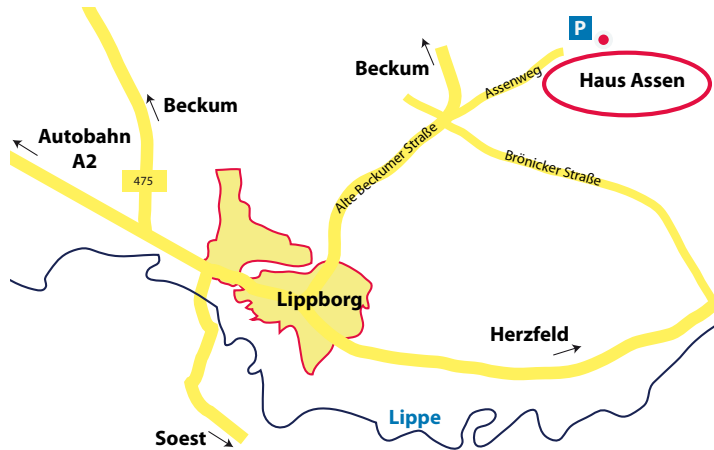 P
Haus Assen
Beckum
Assenweg
Beckum
Autobahn
A2
Alte Beckumer Straße
Brönicker Straße
475
Lippborg
Herzfeld
Lippe
Soest